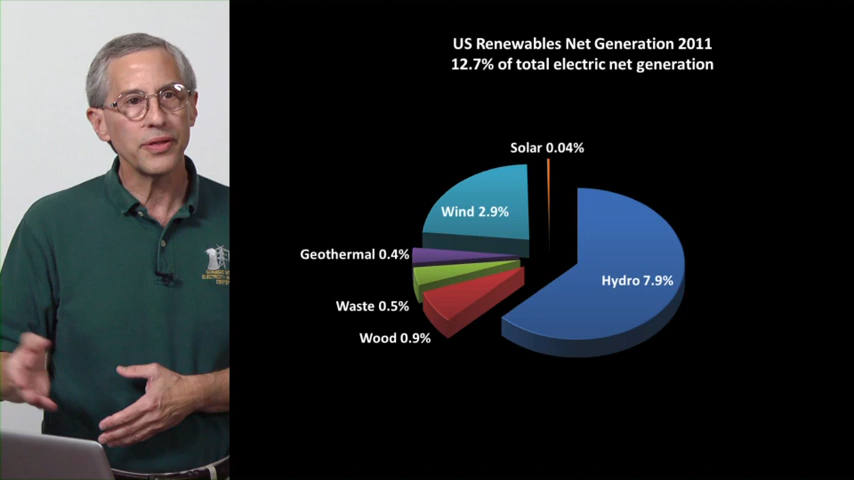 US Renewables Net Generation 2011
12.7% of total electric net generation
Solar 0.04%
Wind 2.9%
Geothermal 0.4%
Hydro 7.9%
Waste 0.5%
Wood 0.9%